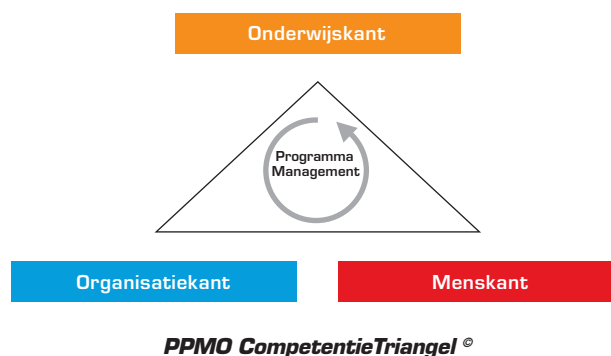 Onderwijskant
Programma
Management
Organisatiekant
Menskant
PPMO CompetentieTriangel ©